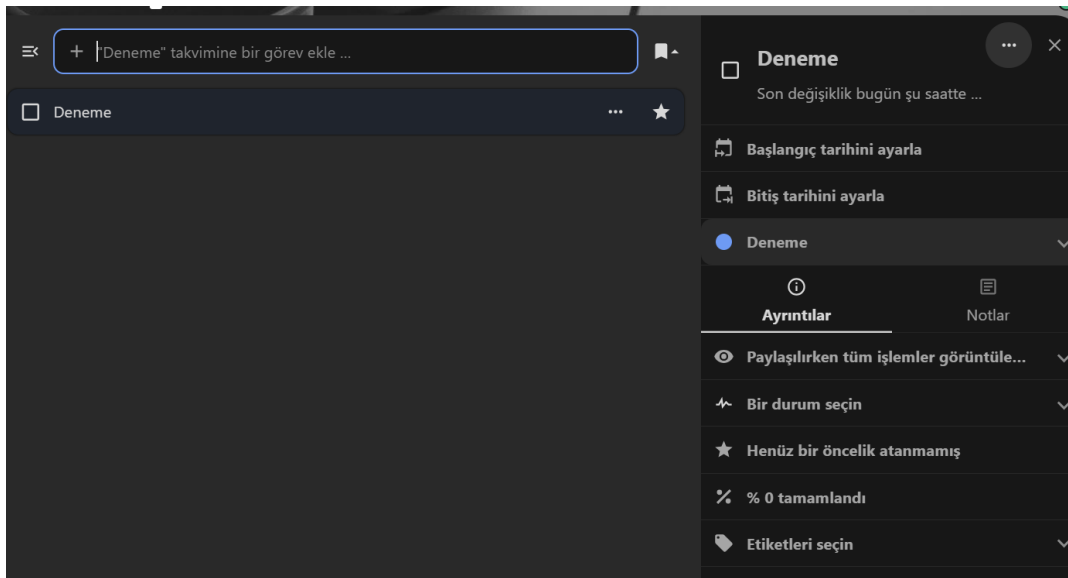 "Deneme" takvimine bir görev ekle ...
Deneme
Deneme
Son değişiklik bugün şu saatte ...
Başlangıç tarihini ayarla
Bitiş tarihini ayarla
Deneme
Ayrıntılar
Notlar
Paylaşılırken tüm işlemler görüntüle...
Bir durum seçin
Henüz bir öncelik atanmamış
% 0 tamamlandı
Etiketleri seçin